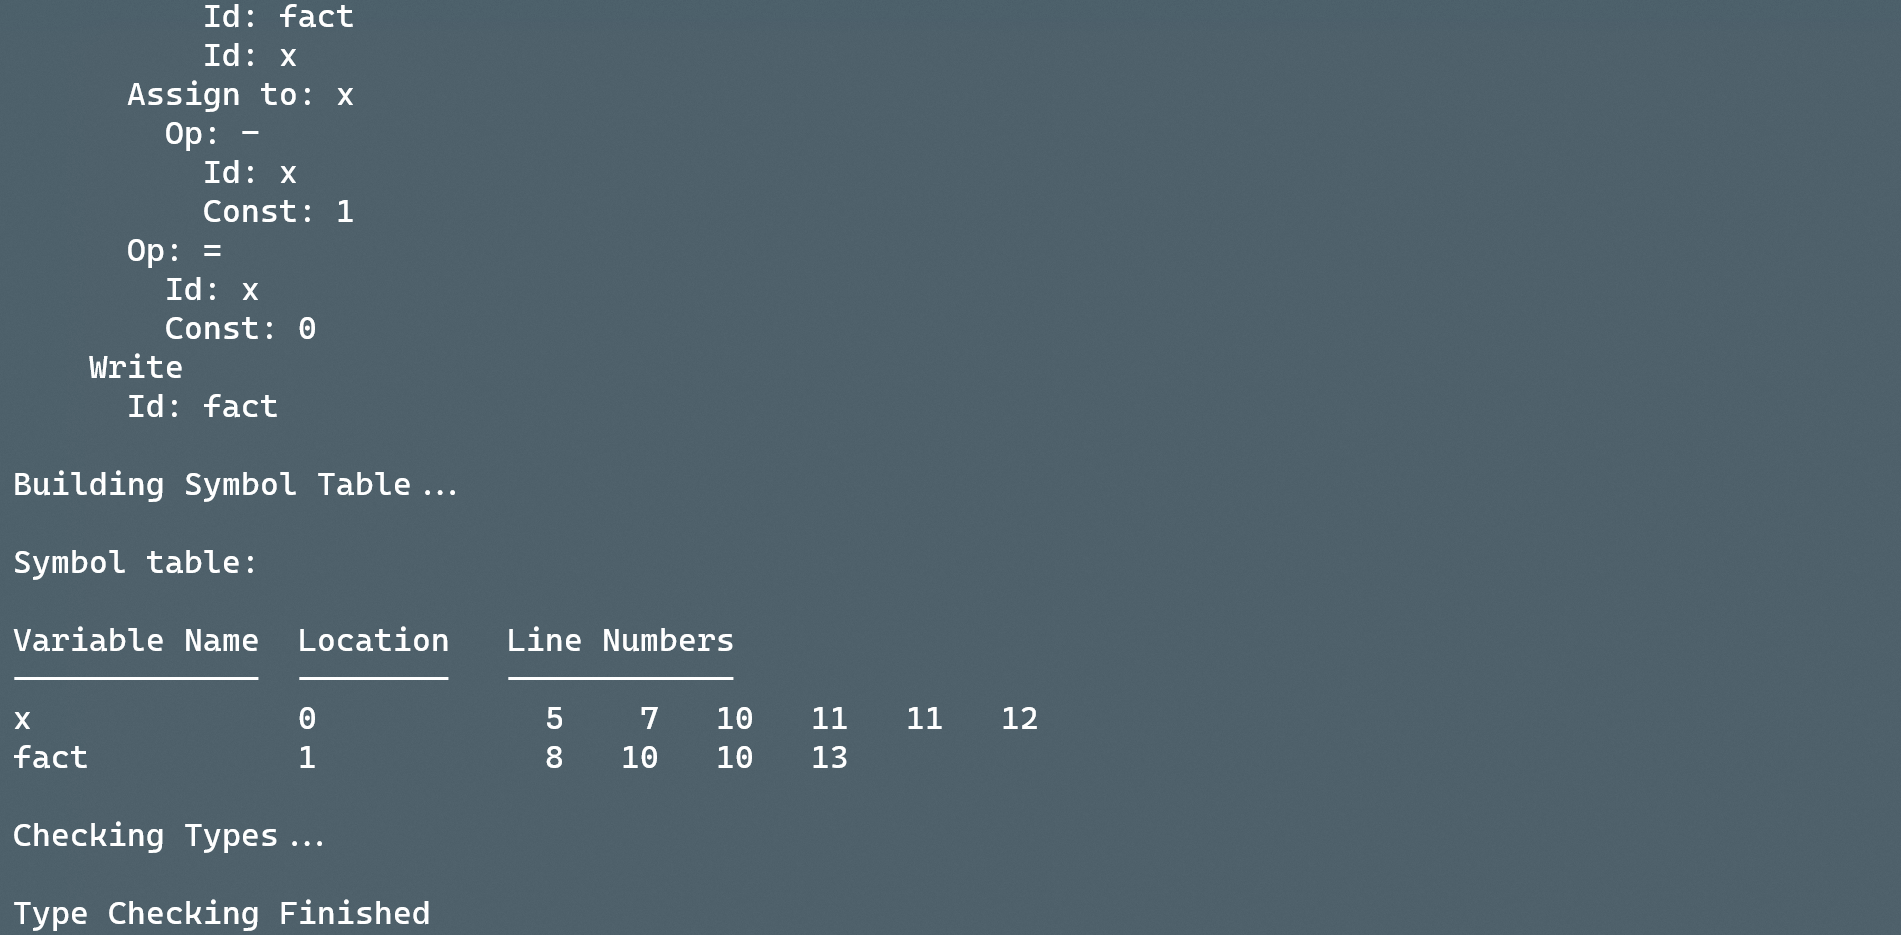 Id: fact
Id: x
Assign to: x
Op: -
Id: x
Const: 1
Op: =
Id: x
Const: 0
Write
Id: fact
Building Symbol Table...
Symbol table:
Variable Name  Location   Line Numbers
-------------  --------   ------------
x              0             5    7   10   11   11   12
fact           1             8   10   10   13
Checking Types...
Type Checking Finished